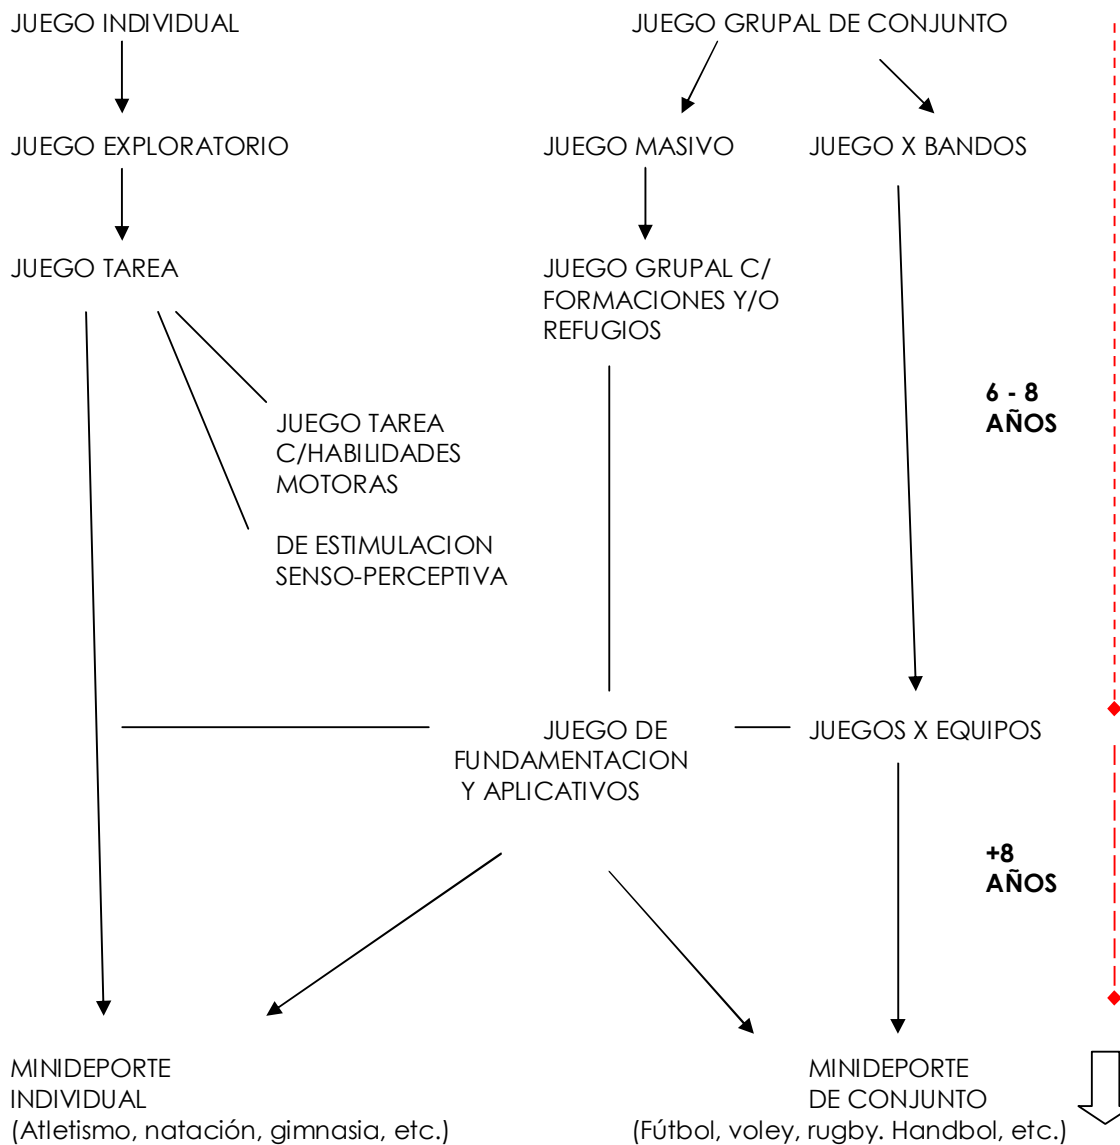 JUEGO INDIVIDUAL
JUEGO GRUPAL DE CONJUNTO
JUEGO EXPLORATORIO
JUEGO MASIVO
JUEGO X BANDOS
JUEGO TAREA
JUEGO GRUPAL C/
FORMACIONES Y/O
REFUGIOS
6 - 8
AÑOS
JUEGO TAREA
C/HABILIDADES
MOTORAS
DE ESTIMULACION
SENSO-PERCEPTIVA
JUEGO DE
FUNDAMENTACION
Y APLICATIVOS
JUEGOS X EQUIPOS
+8
AÑOS
MINIDEPORTE
INDIVIDUAL
(Atletismo, natación, gimnasia, etc.)
MINIDEPORTE
DE CONJUNTO
(Fútbol, voley, rugby. Handbol, etc.)